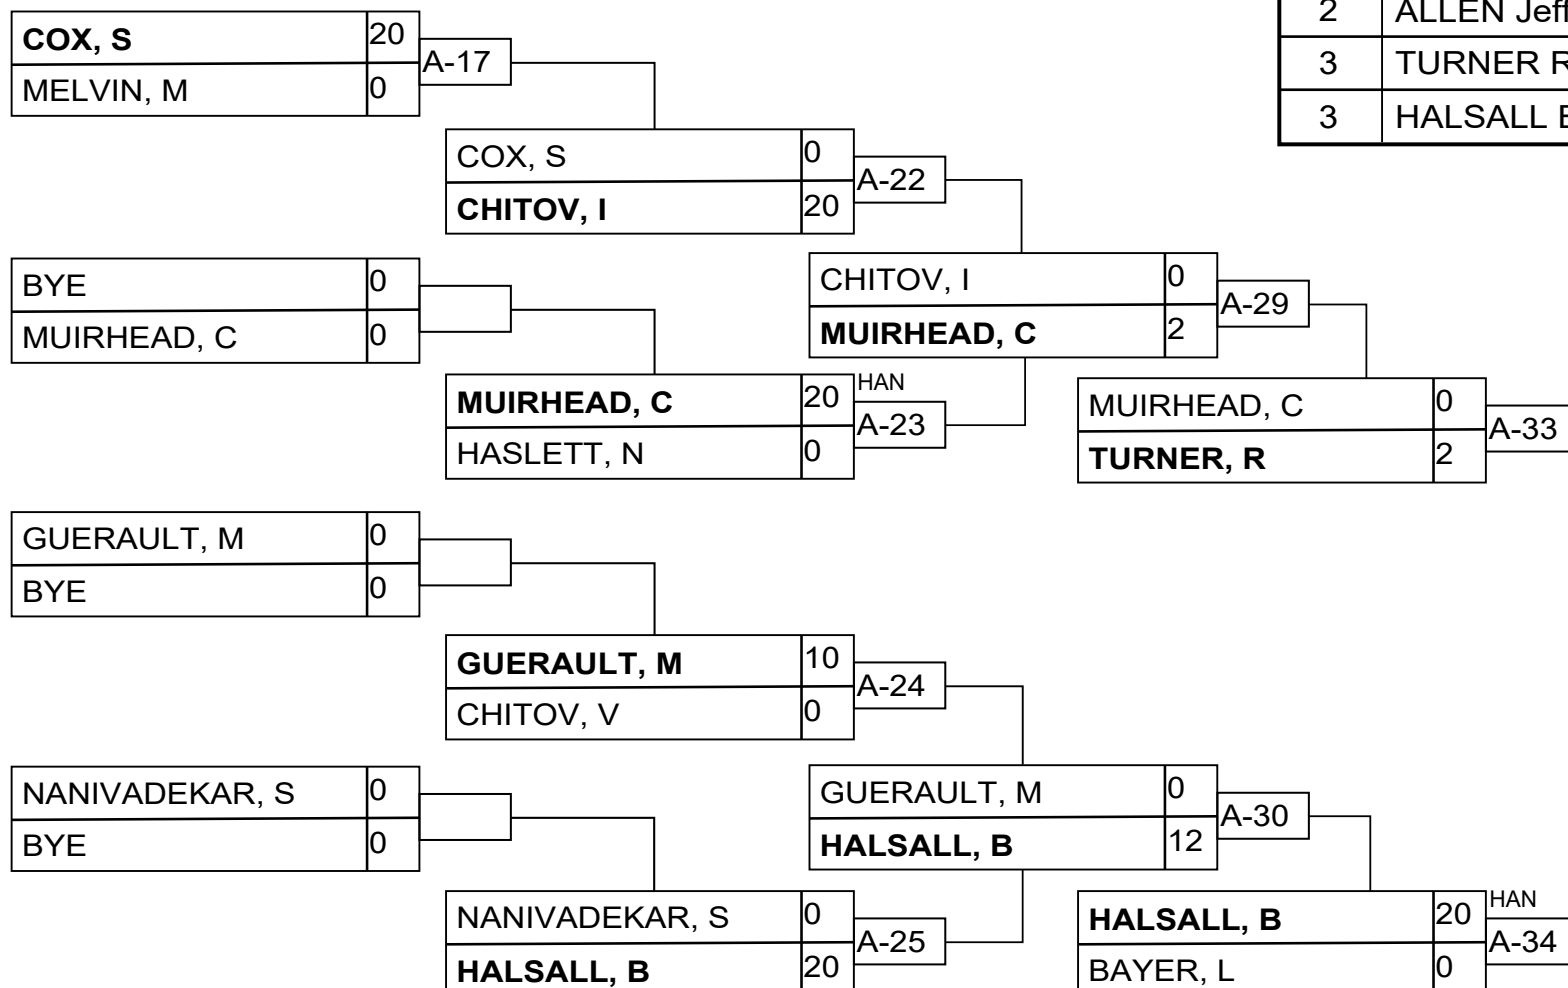 2 ALLEN Jeff
3 TURNER R
3 HALSALL B
COX, S 20
MELVIN, M 0
A-17
COX, S 0
CHITOV, I 20
A-22
BYE 0
MUIRHEAD, C 0
CHITOV, I 0
MUIRHEAD, C 2
A-29
MUIRHEAD, C 20
HASLETT, N 0
HAN
A-23
MUIRHEAD, C 0
TURNER, R 2
A-33
GUERAULT, M 0
BYE 0
GUERAULT, M 10
CHITOV, V 0
A-24
NANIVADEKAR, S 0
BYE 0
GUERAULT, M 0
HALSALL, B 12
A-30
NANIVADEKAR, S 0
HALSALL, B 20
A-25
HALSALL, B 20
BAYER, L 0
HAN
A-34